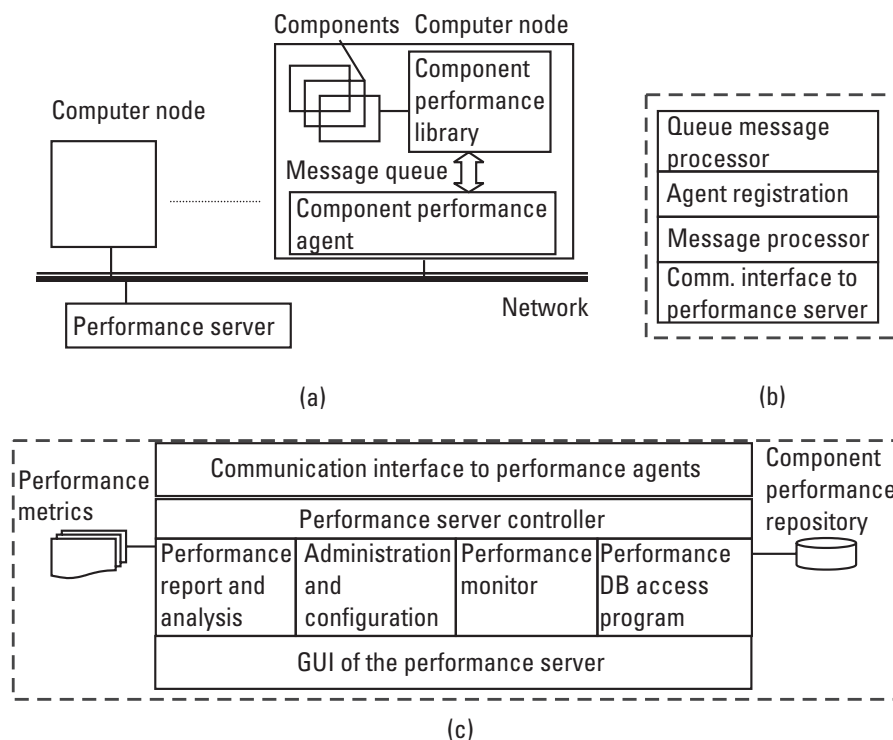 Components
Computer node
Component
performance
library
Computer node
Message queue
Component performance
agent
Network
Performance server
(a)
Queue message
processor
Agent registration
Message processor
Comm. interface to
performance server
(b)
Communication interface to performance agents
Performance
metrics
Component
performance
repository
Performance server controller
Performance
report and
analysis
Administration
and
configuration
Performance
monitor
Performance
DB access
program
GUI of the performance server
(c)